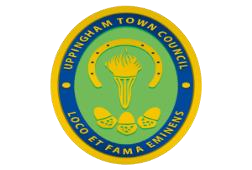 UPPINGHAM TOWN COUNCIL
LOCO ET FAMA EMINENS